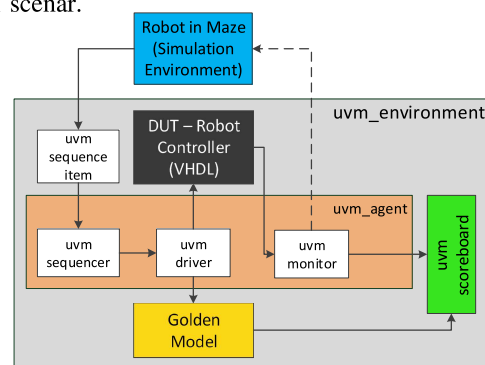 scenar.
Robot in Maze
(Simulation
Environment)
uvm_environment
DUT – Robot
Controller
(VHDL)
uvm
sequence
item
uvm_agent
uvm
sequencer
uvm
driver
uvm
monitor
uvm
scoreboard
Golden
Model